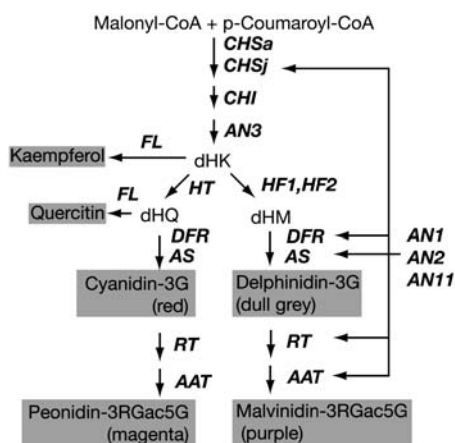 Malonyl-CoA + p-Coumaroyl-CoA
CHSa
CHSj
CHI
AN3
FL
Kaempferol
dHK
FL
HT
HF1,HF2
Quercitin
dHQ
dHM
DFR
DFR
AN1
AS
AS
AN2
AN11
Cyanidin-3G
(red)
Delphinidin-3G
(dull grey)
RT
RT
AAT
AAT
Peonidin-3RGac5G
(magenta)
Malvinidin-3RGac5G
(purple)